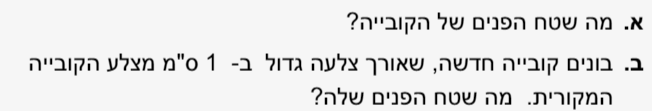 א. מה שטח הפנים של הקובייה?
ב. בונים קובייה חדשה, שאורך צלעה גדול ב- 1 ס"מ מצלע הקובייה
המקורית. מה שטח הפנים שלה?